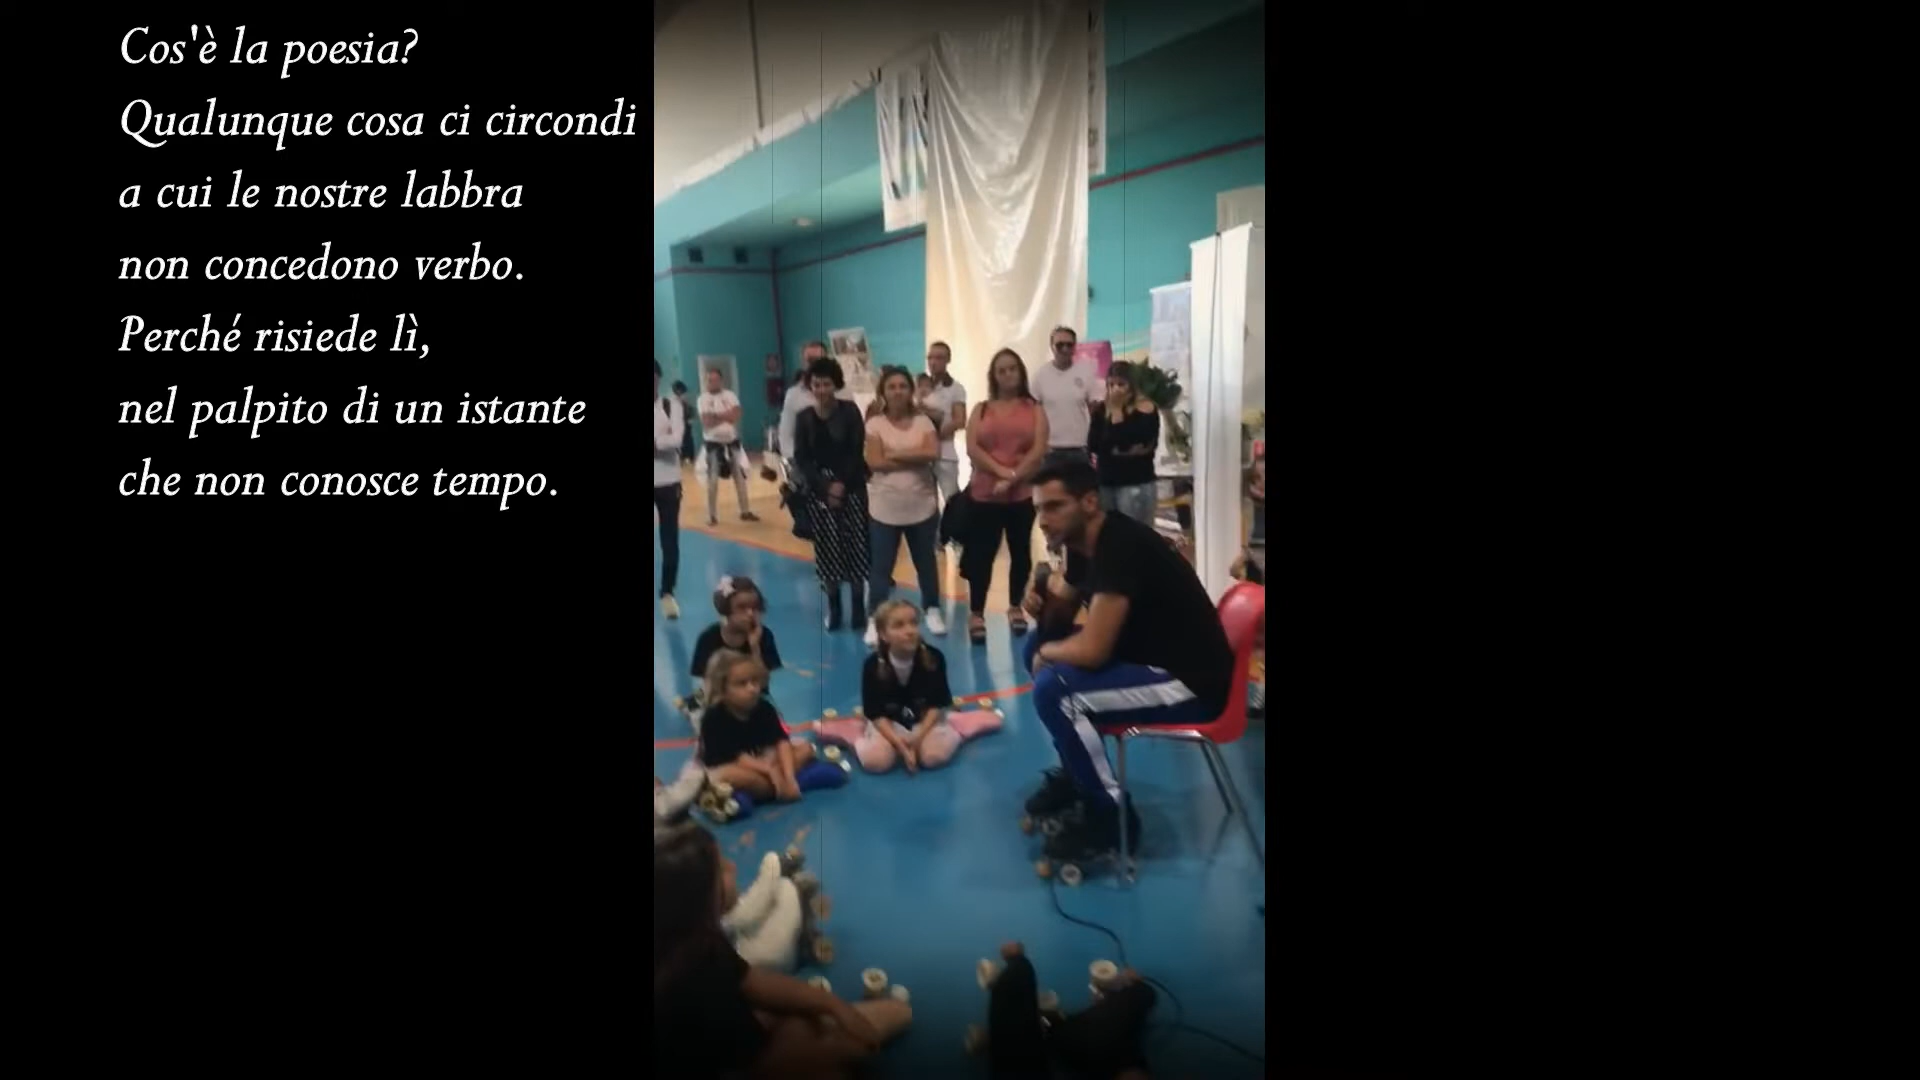 Cos'è la poesia?
Qualunque cosa ci circondi
a cui le nostre labbra
non concedono verbo.
Perché risiede lì,
nel palpito di un istante
che non conosce tempo.